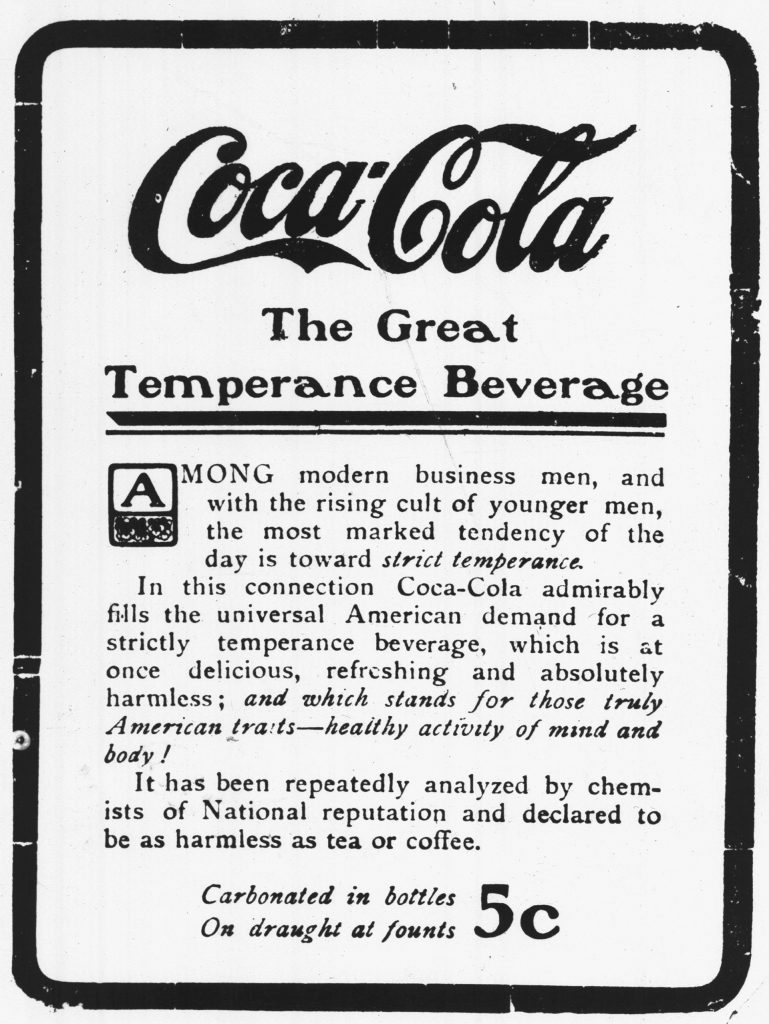 Coca-Cola
The Great
Temperance Beverage
AMONG modern business men, and
with the rising cult of younger men,
the most marked tendency of the
day is toward strict temperance.
In this connection Coca-Cola admirably
fills the universal American demand for a
strictly temperance beverage, which is at
once delicious, refreshing and absolutely
harmless; and which stands for those truly
American traits—healthy activity of mind and
body!
It has been repeatedly analyzed by chem-
ists of National reputation and declared to
be as harmless as tea or coffee.
Carbonated in bottles
On draught at founts 5c